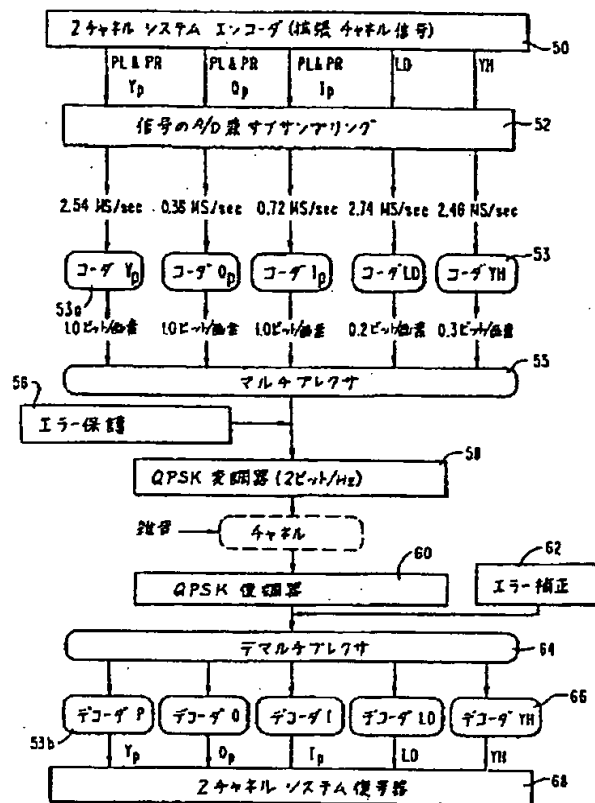 2チャネル システム エンコーダ (拡張 チャネル信号)
50
PL & PR PL & PR PL & PR LD YH
Yp Qp Ip
信号の A/D 兼 サブサンプリング
52
2.54 MS/sec 0.36 MS/sec 0.72 MS/sec 2.74 MS/sec 2.46 MS/sec
コーダ Yp コーダ Qp コーダ Ip コーダ LD コーダ YH
53
53a
1.0ビット/画素 1.0ビット/画素 1.0ビット/画素 0.2ビット/画素 0.3ビット/画素
55
マルチプレクサ
56
エラー保護
58
QPSK 変調器 (2ビット/Hz)
雑音 チャネル
60
62
QPSK 復調器 エラー補正
デマルチプレクサ
64
デコーダ P デコーダ Q デコーダ I デコーダ LD デコーダ YH
66
53b
Yp Qp Ip LD YH
2チャネル システム 復号器
68